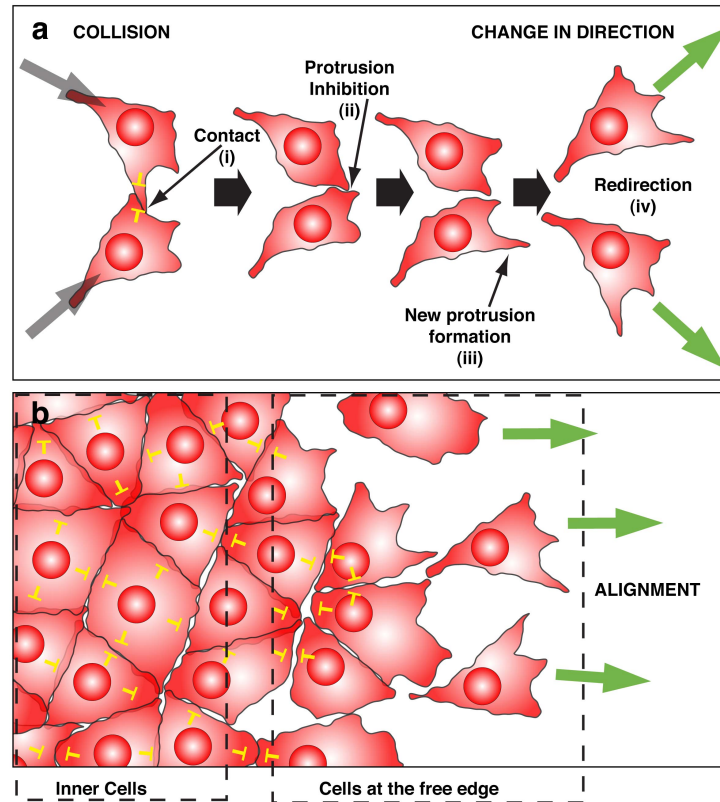 a
COLLISION
CHANGE IN DIRECTION
Protrusion
Inhibition
(ii)
Contact
(i)
Redirection
(iv)
New protrusion
formation
(iii)
b
ALIGNMENT
Inner Cells
Cells at the free edge